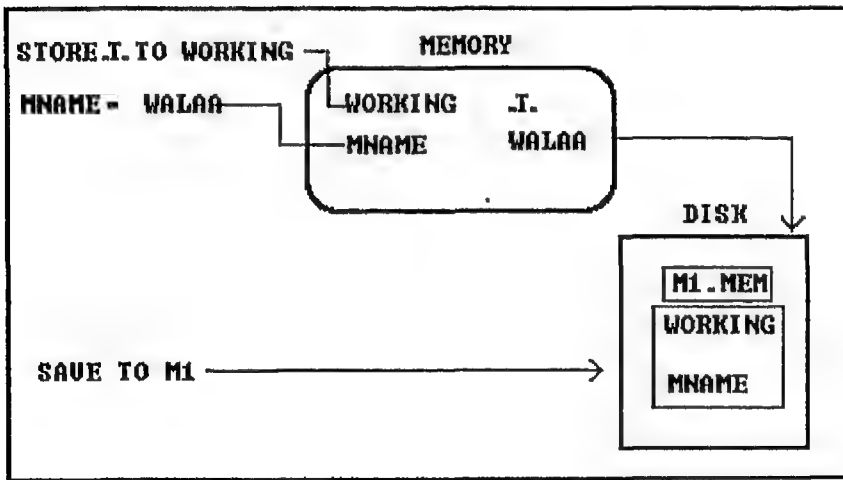 MEMORY
STORE.T.TO WORKING
MNAME= WALAA
WORKING .T.
MNAME WALAA
DISK
M1.MEM
WORKING
MNAME
SAVE TO M1